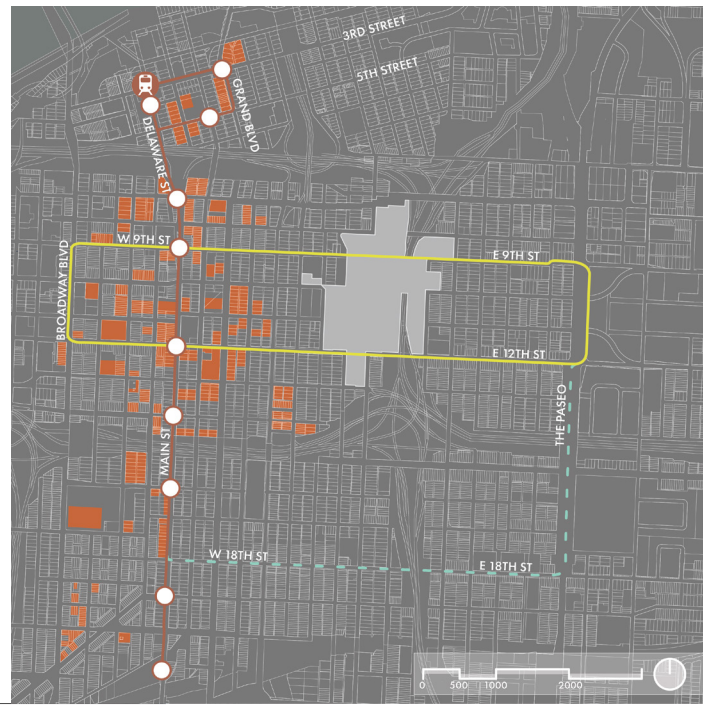 3RD STREET
5TH STREET
GRAND BLVD
DELAWARE ST
W 9TH ST
E 9TH ST
BROADWAY BLVD
E 12TH ST
THE PASEO
MAIN ST
W 18TH ST
E 18TH ST
0 500 1000 2000